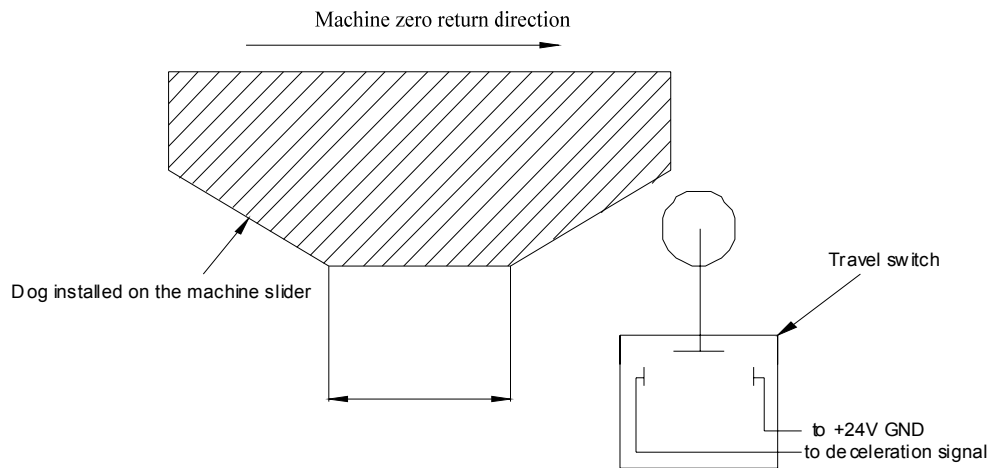 Machine zero return direction
Travel switch
Dog installed on the machine slider
to +24V GND
to deceleration signal